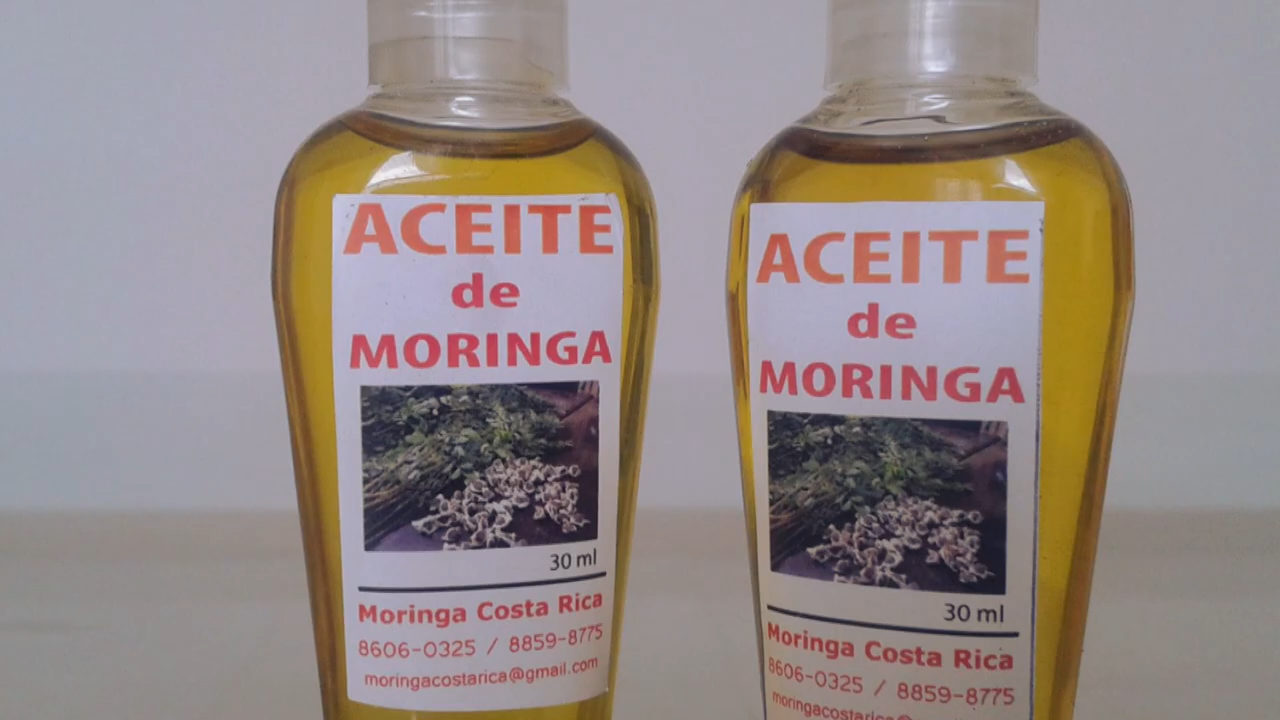 ACEITE
de
MORINGA
30 ml
Moringa Costa Rica
8606-0325 / 8859-8775
moringacostarica@gmail.com
ACEITE
de
MORINGA
30 ml
Moringa Costa Rica
8606-0325 / 8859-8775